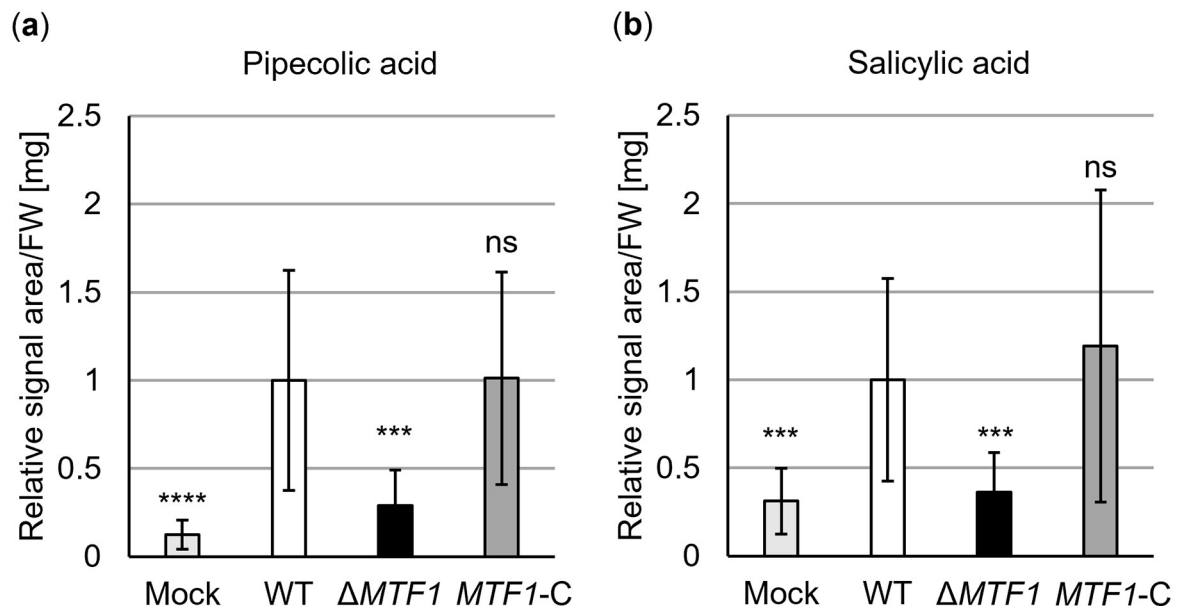 (a)
Pipecolic acid
Relative signal area/FW [mg]
2.5
2
1.5
1
0.5
0
****
***
ns
Mock WT ΔMTF1 MTF1-C
(b)
Salicylic acid
Relative signal area/FW [mg]
2.5
2
1.5
1
0.5
0
***
***
ns
Mock WT ΔMTF1 MTF1-C